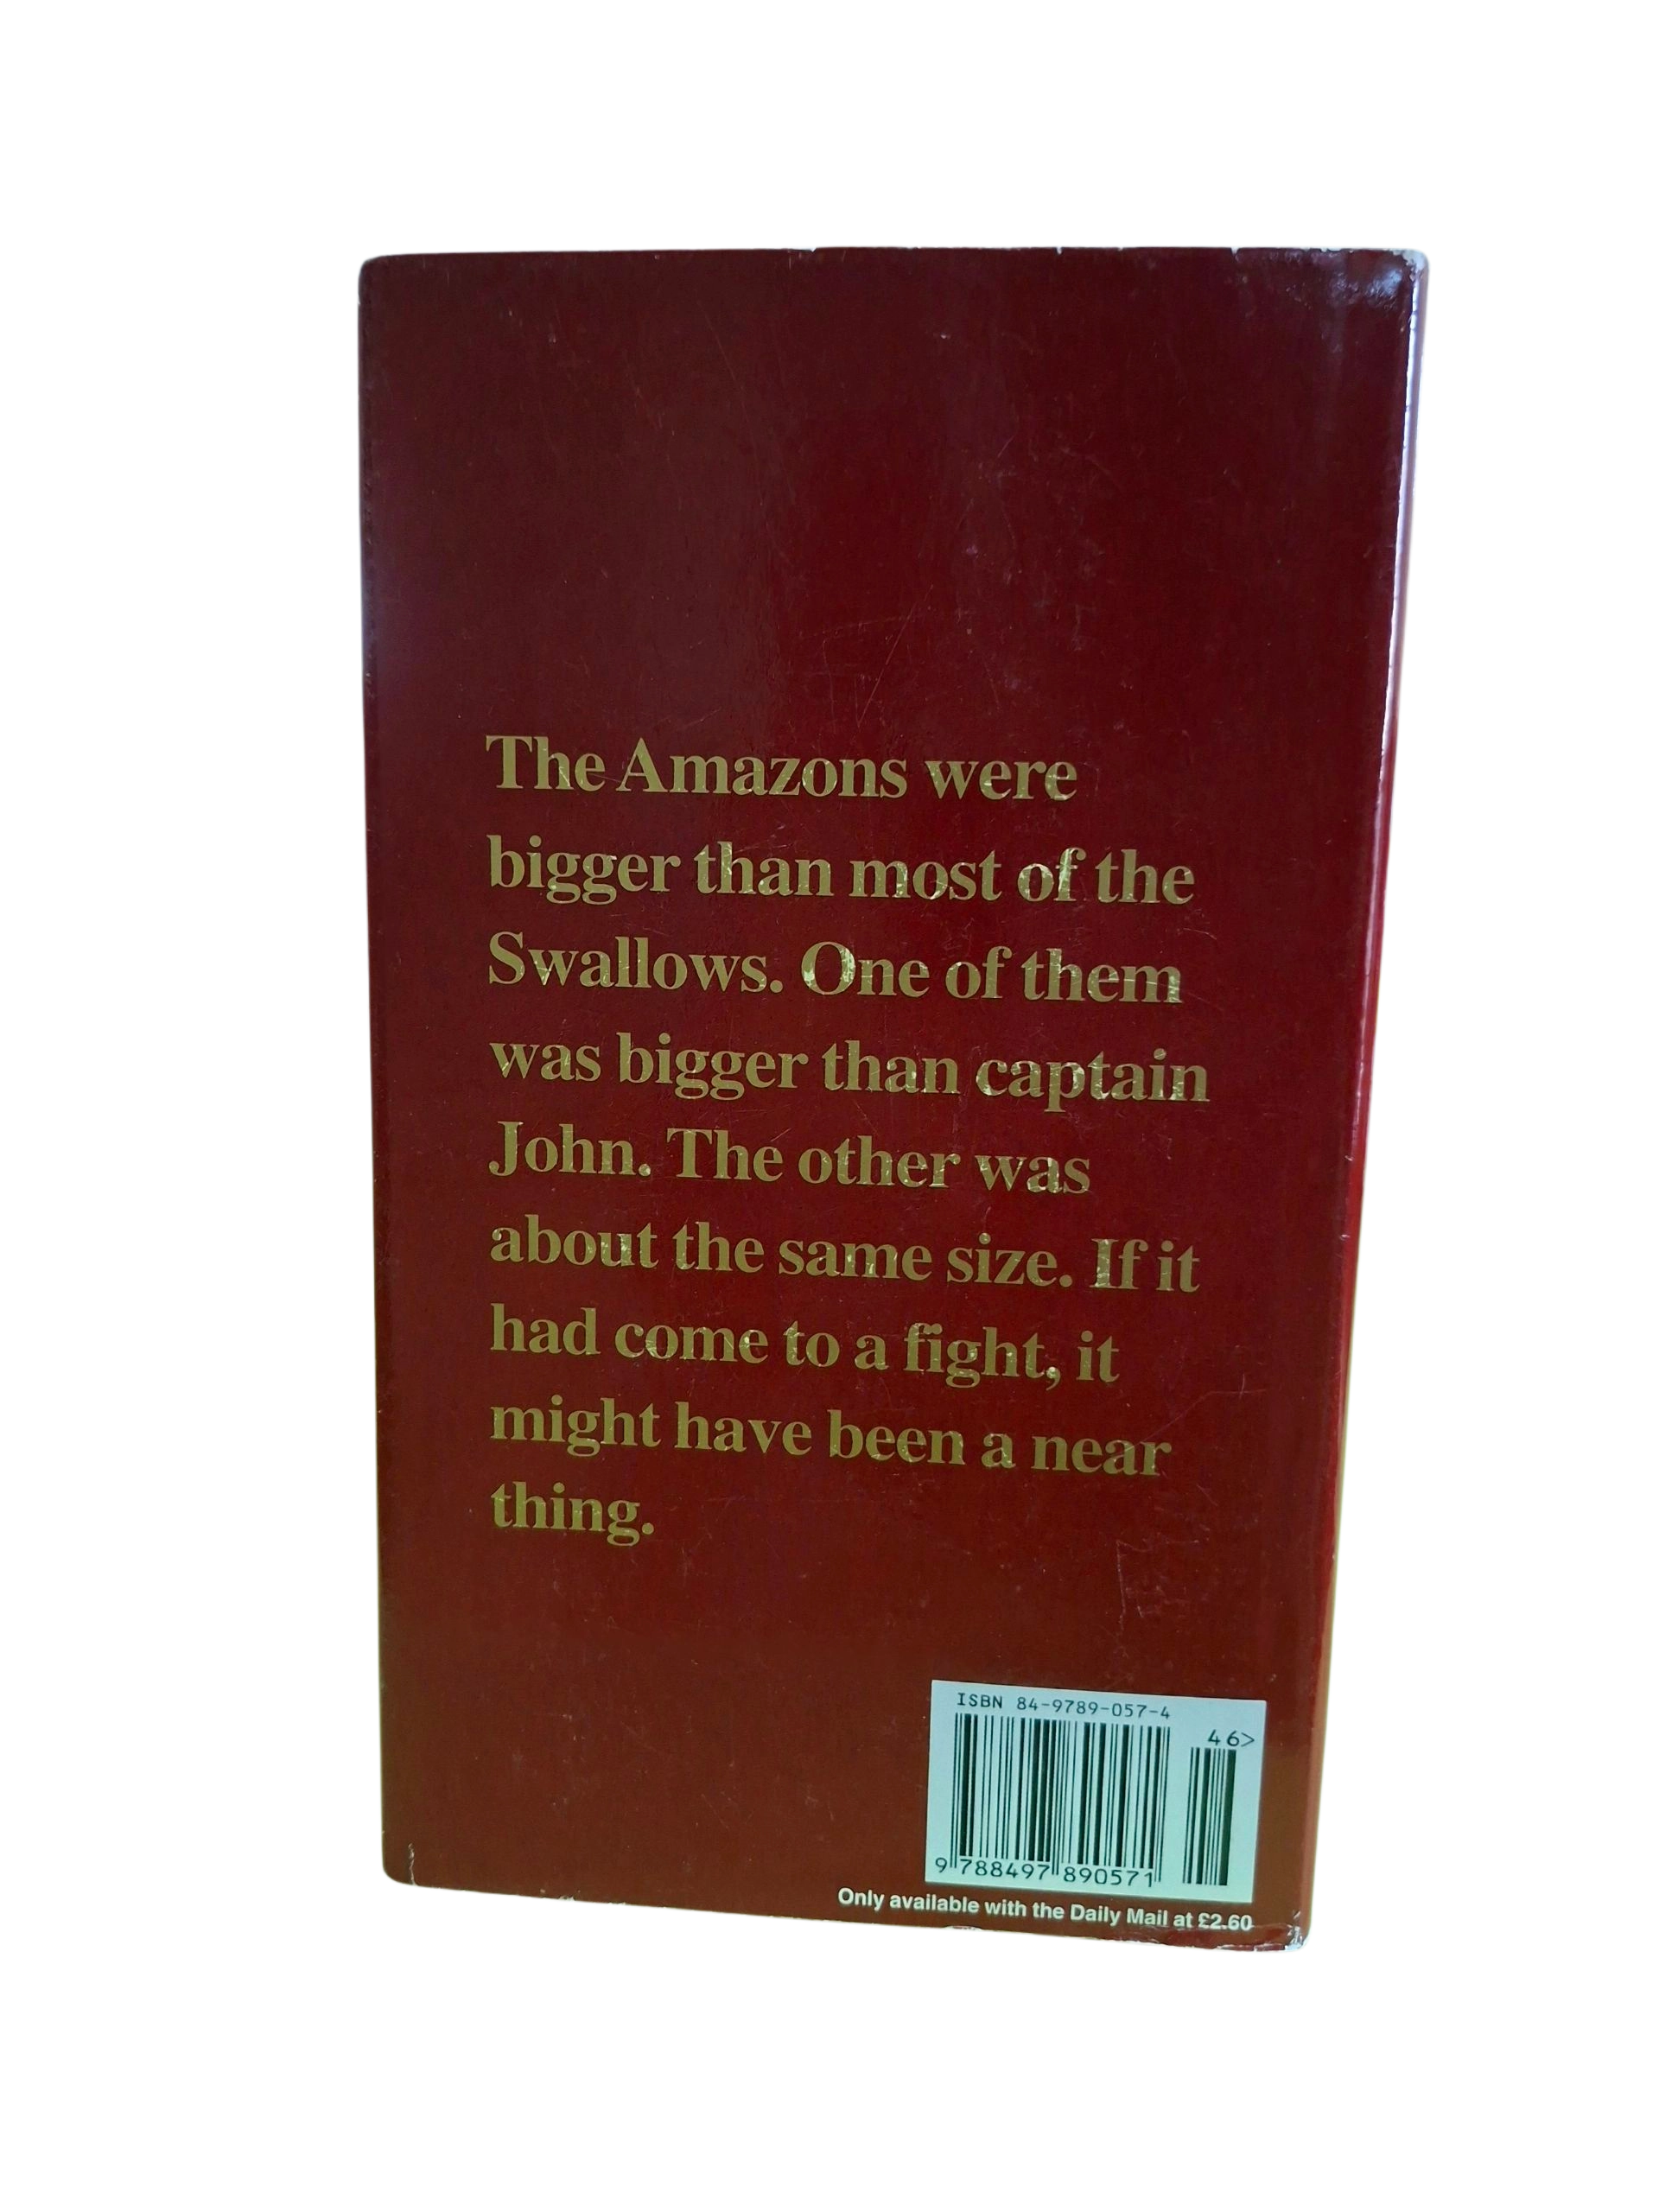 The Amazons were
bigger than most of the
Swallows. One of them
was bigger than captain
John. The other was
about the same size. If it
had come to a fight, it
might have been a near
thing.
ISBN 84-9789-057-4
46>
9 788497 890571
Only available with the Daily Mail at £2.60